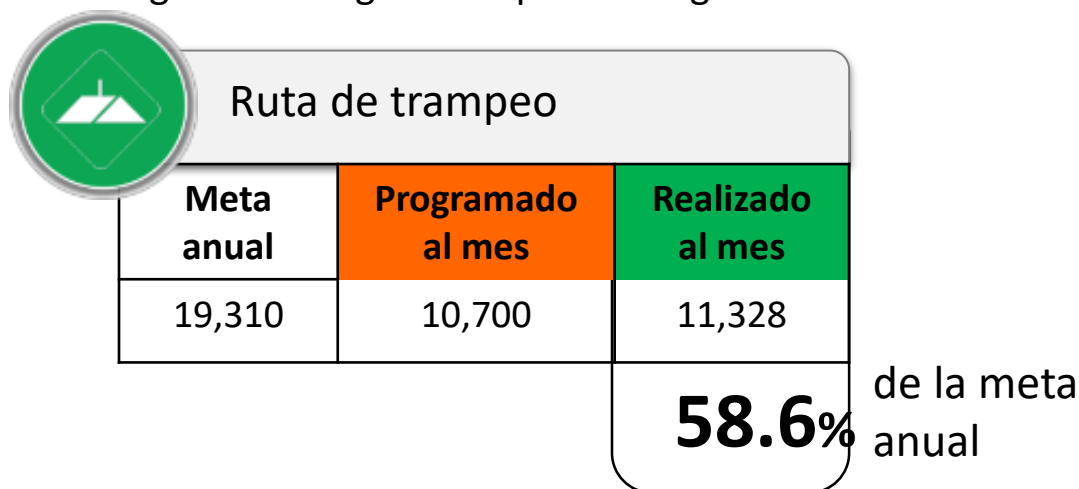 Ruta de trampeo
Meta anual
Programado al mes
Realizado al mes
19,310
10,700
11,328
58.6%
de la meta
anual